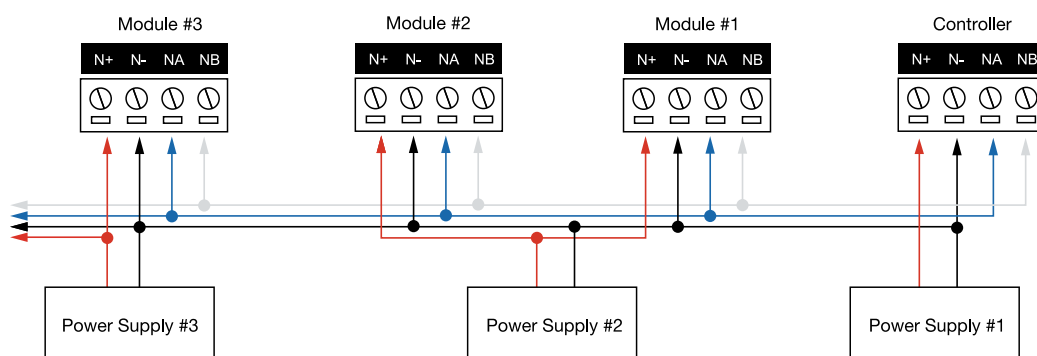 Module #3
Module #2
Module #1
Controller
N+ N- NA NB
N+ N- NA NB
N+ N- NA NB
N+ N- NA NB
Power Supply #3
Power Supply #2
Power Supply #1